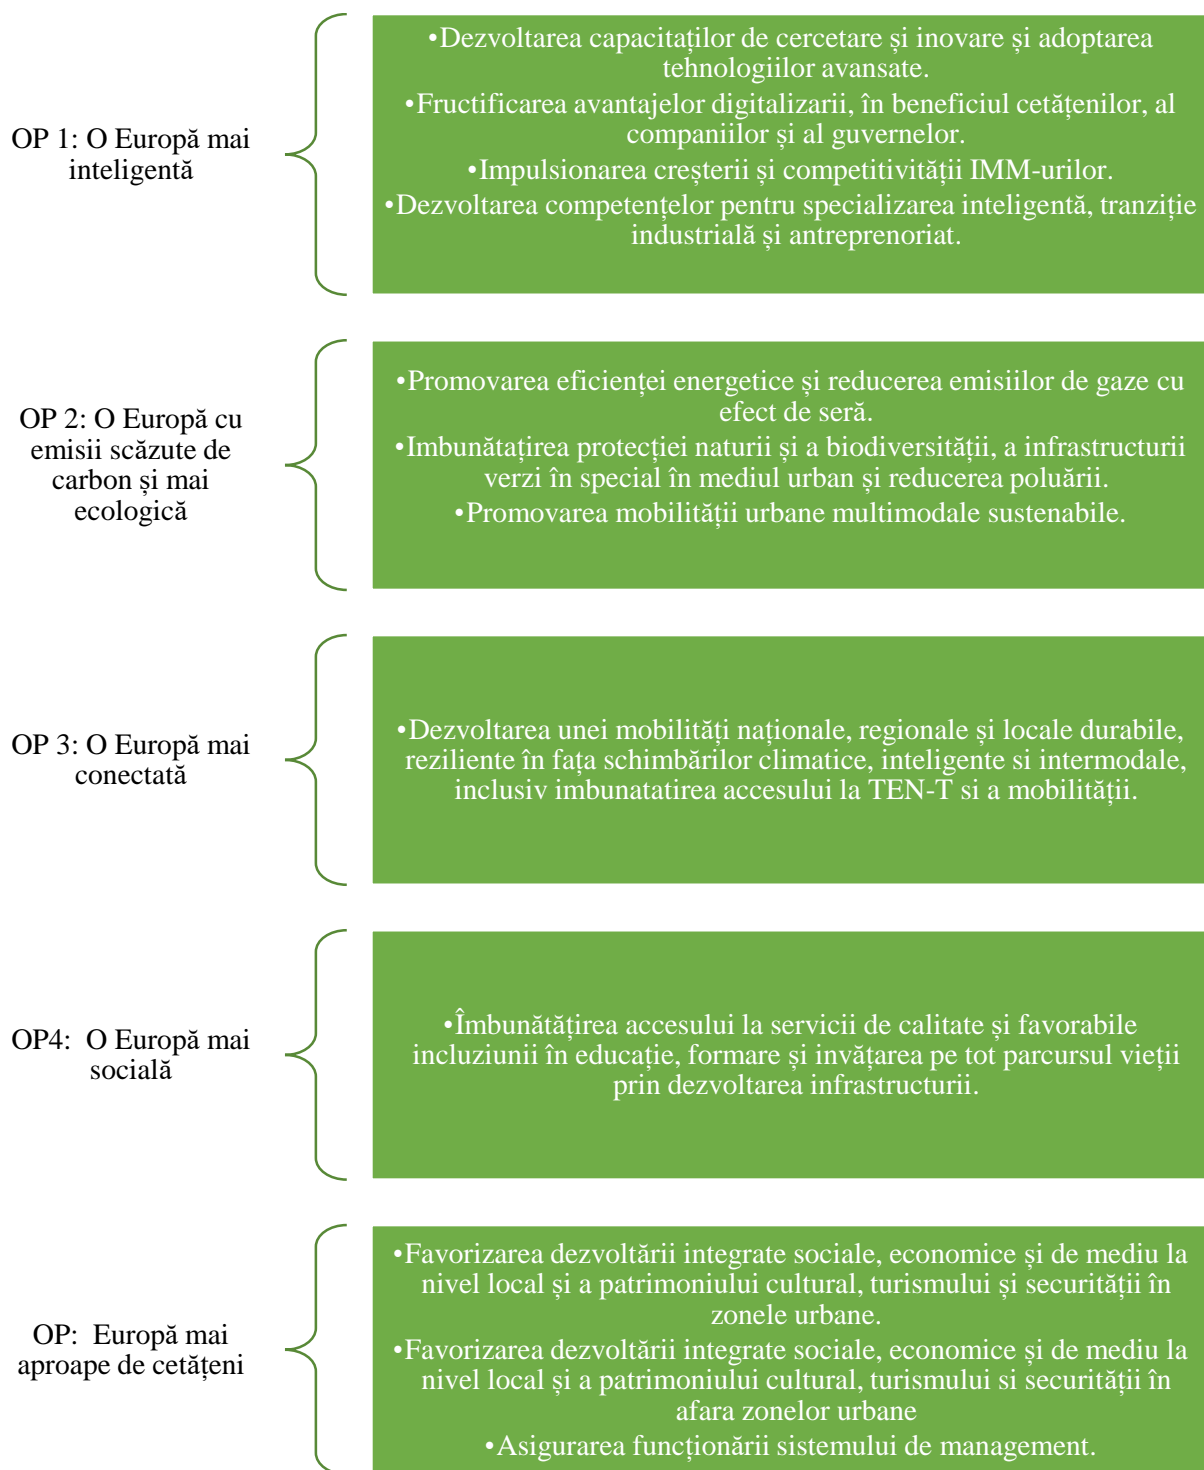 OP 1: O Europă mai
inteligentă
•Dezvoltarea capacitaților de cercetare și inovare și adoptarea
tehnologiilor avansate.
•Fructificarea avantajelor digitalizarii, în beneficiul cetățenilor, al
companiilor și al guvernelor.
•Impulsionarea creșterii și competitivității IMM-urilor.
•Dezvoltarea competențelor pentru specializarea inteligentă, tranziție
industrială și antreprenoriat.
OP 2: O Europă cu
emisii scăzute de
carbon și mai
ecologică
•Promovarea eficienței energetice și reducerea emisiilor de gaze cu
efect de seră.
•Imbunătațirea protecției naturii și a biodiversității, a infrastructurii
verzi în special în mediul urban și reducerea poluării.
•Promovarea mobilității urbane multimodale sustenabile.
OP 3: O Europă mai
conectată
•Dezvoltarea unei mobilități naționale, regionale și locale durabile,
reziliente în fața schimbărilor climatice, inteligente si intermodale,
inclusiv imbunatatirea accesului la TEN-T si a mobilității.
OP4:  O Europă mai
socială
•Îmbunătățirea accesului la servicii de calitate și favorabile
incluziunii în educație, formare și invățarea pe tot parcursul vieții
prin dezvoltarea infrastructurii.
OP:  Europă mai
aproape de cetățeni
•Favorizarea dezvoltării integrate sociale, economice și de mediu la
nivel local și a patrimoniului cultural, turismului și securității în
zonele urbane.
•Favorizarea dezvoltării integrate sociale, economice și de mediu la
nivel local și a patrimoniului cultural, turismului si securității în
afara zonelor urbane
•Asigurarea funcționării sistemului de management.